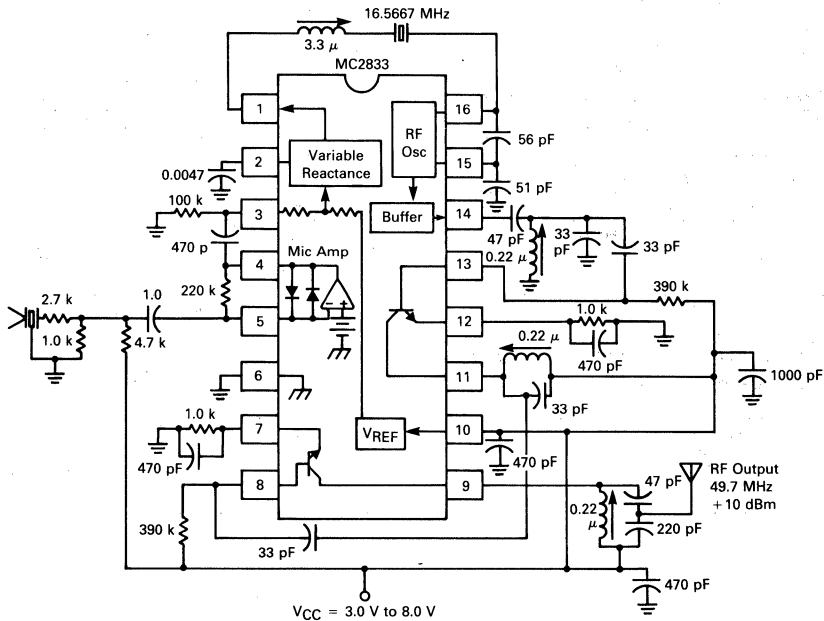 16.5667 MHz
3.3 μ
MC2833
1
16
RF
Osc
56 pF
2
Variable
Reactance
15
0.0047
51
pF
100 k
3
Buffer
14
470 p
Mic Amp
47 pF
0.22 μ
33
pF
33 pF
4
13
220 k
390 k
2.7 k
1.0
5
12
1.0 k
1.0 k
4.7 k
0.22 μ
470 pF
6
11
1000 pF
33 pF
1.0 k
7
VREF
10
470 pF
470 pF
RF Output
49.7 MHz
+10 dBm
8
9
47 pF
0.22
μ
220 pF
390 k
33 pF
470 pF
VCC = 3.0 V to 8.0 V